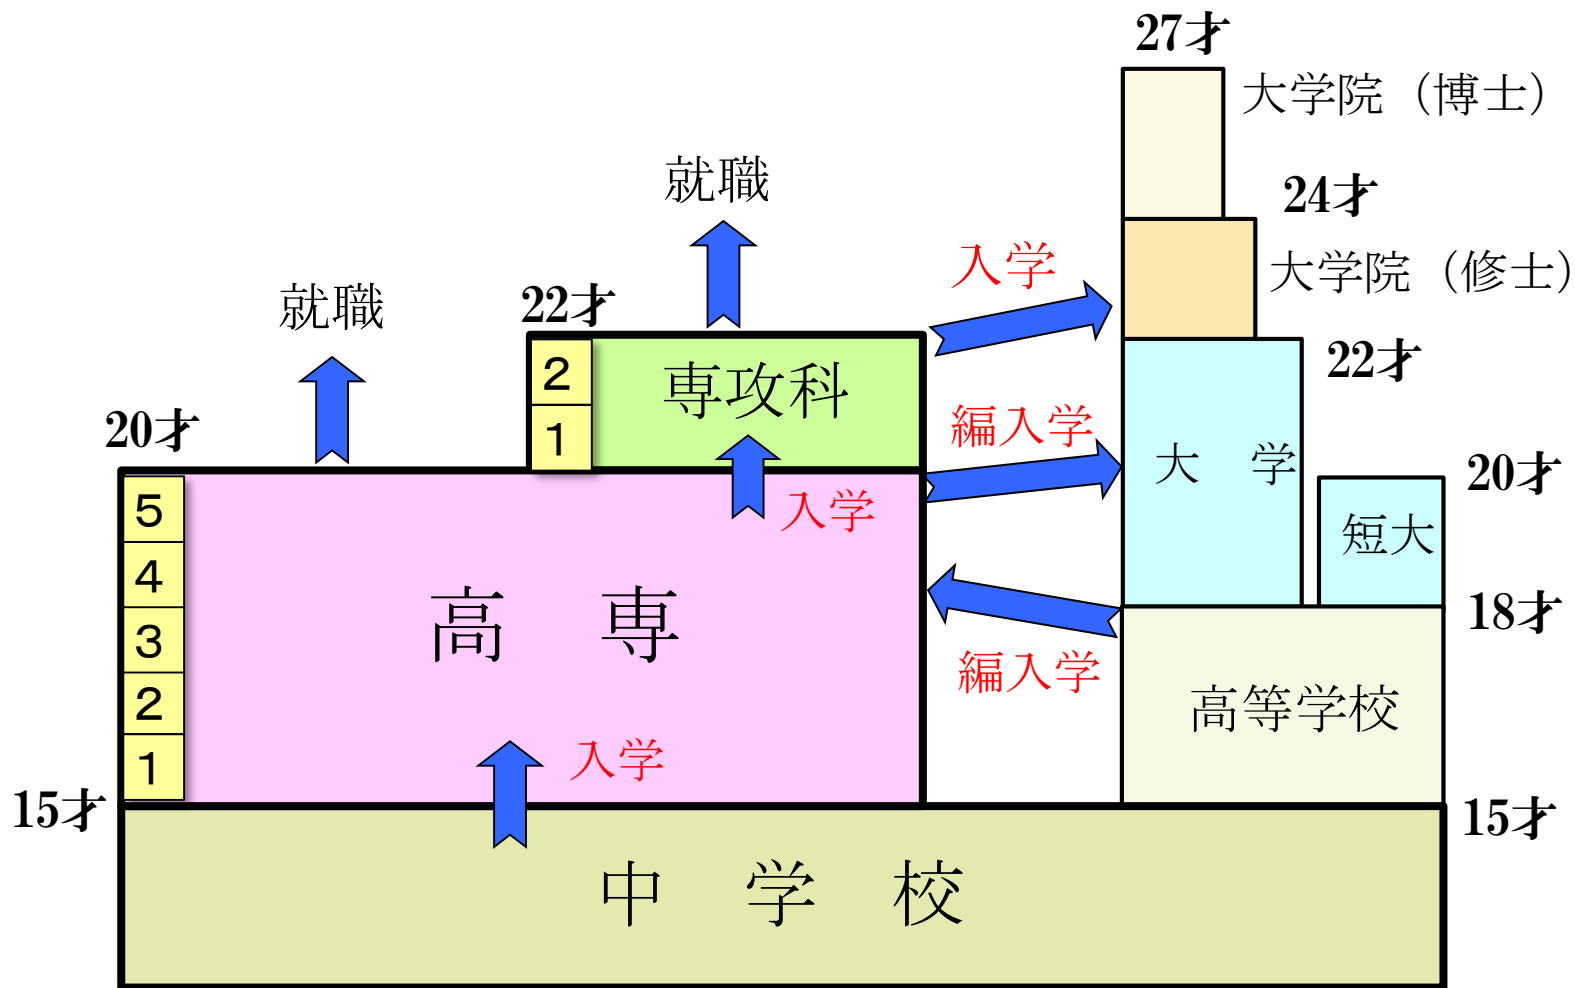 27才
大学院（博士）
就職
24才
入学
大学院（修士）
就職
22才
2
専攻科
22才
1
編入学
20才
大　学
20才
5
入学
短大
4
高　専
18才
3
編入学
2
高等学校
1
入学
15才
15才
中　学　校